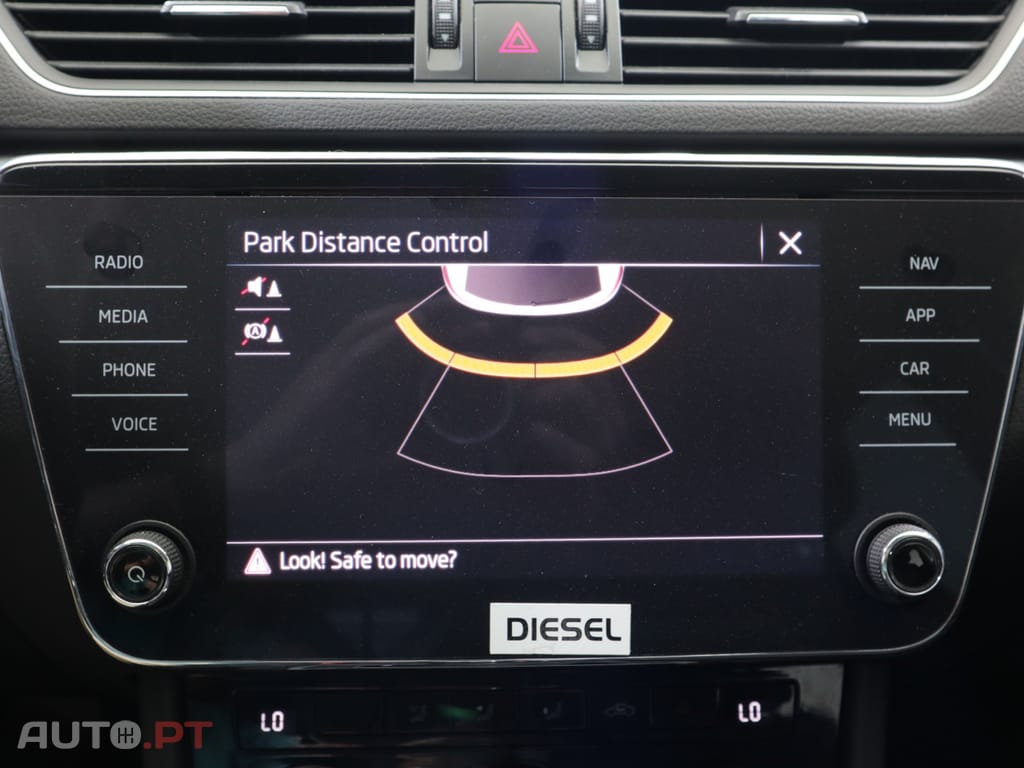 Park Distance Control
RADIO
MEDIA
PHONE
VOICE
NAV
APP
CAR
MENU
Look! Safe to move?
DIESEL
LO
LO
AUTO.PT